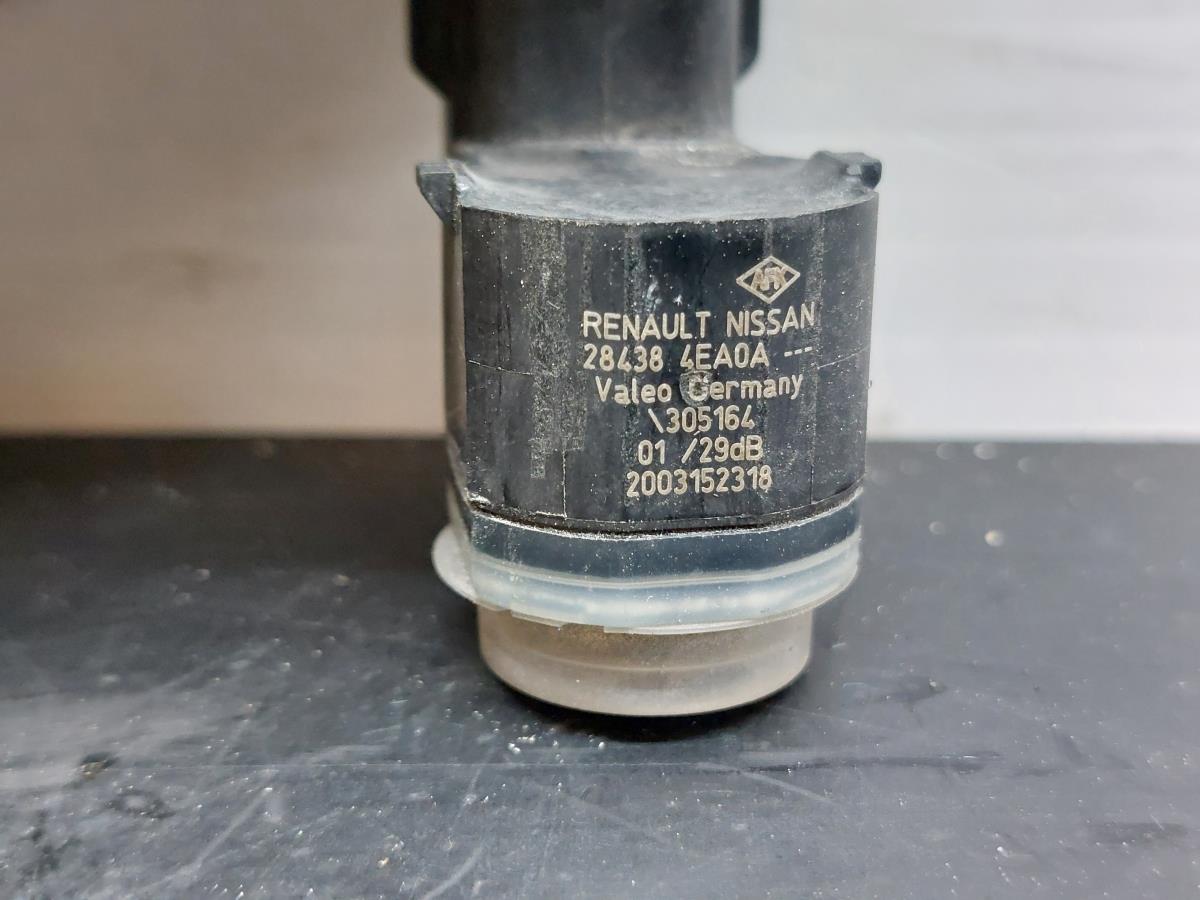 RENAULT NISSAN
28438 4EA0A ---
Valeo Germany
\305164
01 /29dB
2003152318